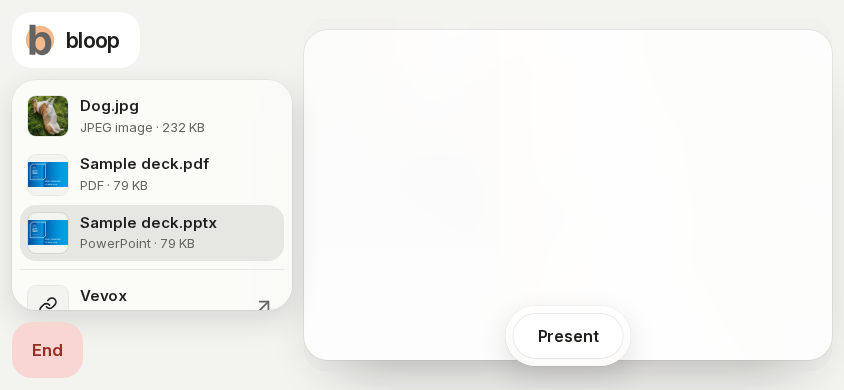 bloop
Dog.jpg
JPEG image · 232 KB
Sample deck.pdf
PDF · 79 KB
Sample deck.pptx
PowerPoint · 79 KB
Vevox
End
Present